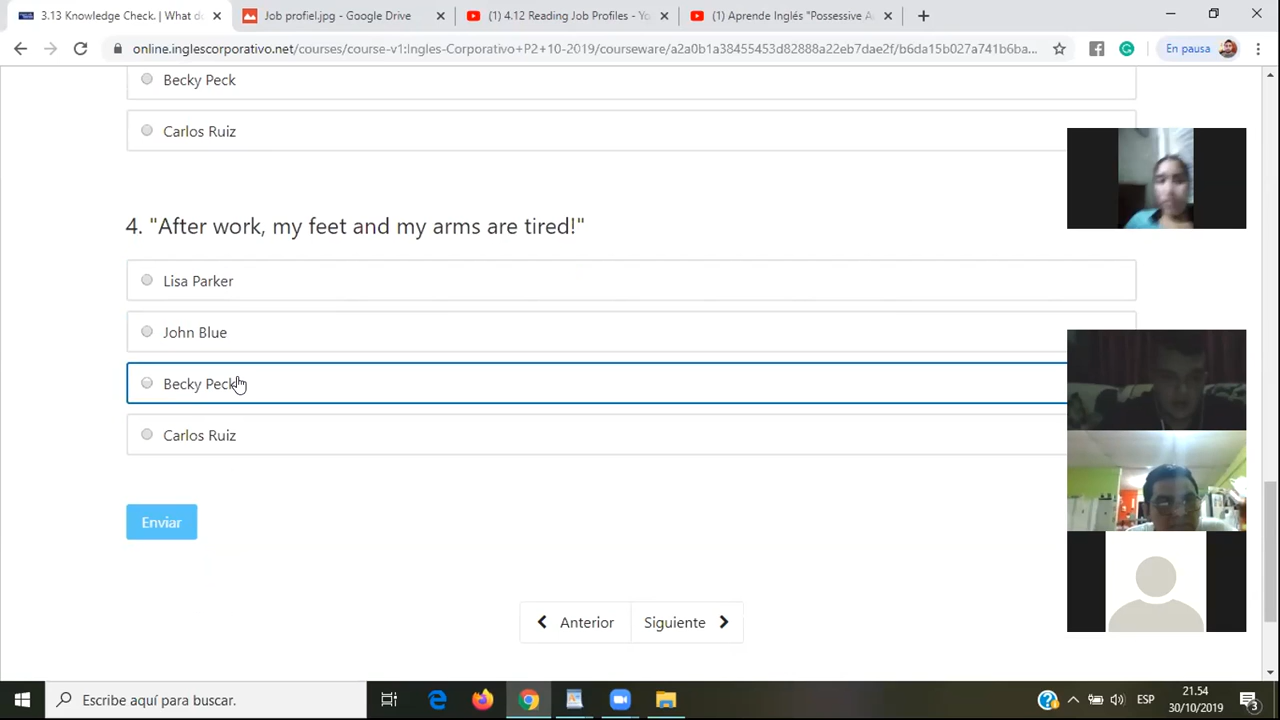 3.13 Knowledge Check. | What do
Job profiel.jpg - Google Drive
(1) 4.12 Reading Job Profiles - Yo
(1) Aprende Inglés "Possessive A
online.inglescorporativo.net/courses/course-v1:Ingles-Corporativo+P2+10-2019/courseware/a2a0b1a38455453d82888b22eb7dae2f/b6da15b027a741b6ba...
En pausa
Becky Peck
Carlos Ruiz
4. "After work, my feet and my arms are tired!"
Lisa Parker
John Blue
Becky Peck
Carlos Ruiz
Enviar
Anterior
Siguiente
Escribe aquí para buscar.
ESP
21.54
30/10/2019
3